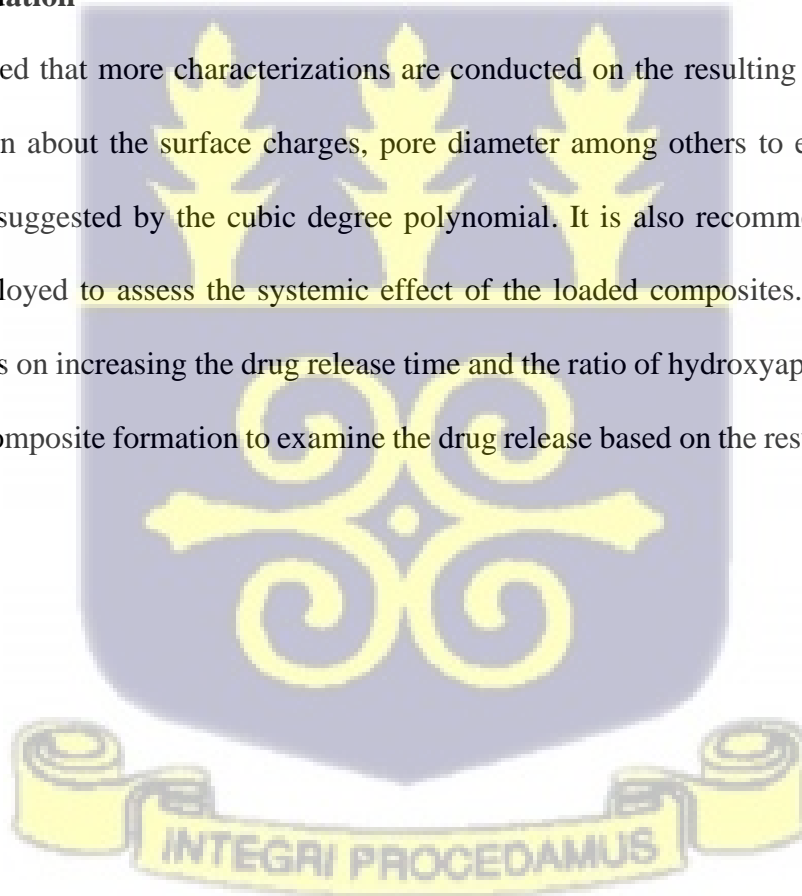 ation
ed that more characterizations are conducted on the resulting
n about the surface charges, pore diameter among others to e
suggested by the cubic degree polynomial. It is also recomm
loyed to assess the systemic effect of the loaded composites.
s on increasing the drug release time and the ratio of hydroxyap
omposite formation to examine the drug release based on the res
INTEGRI PROCEDAMUS